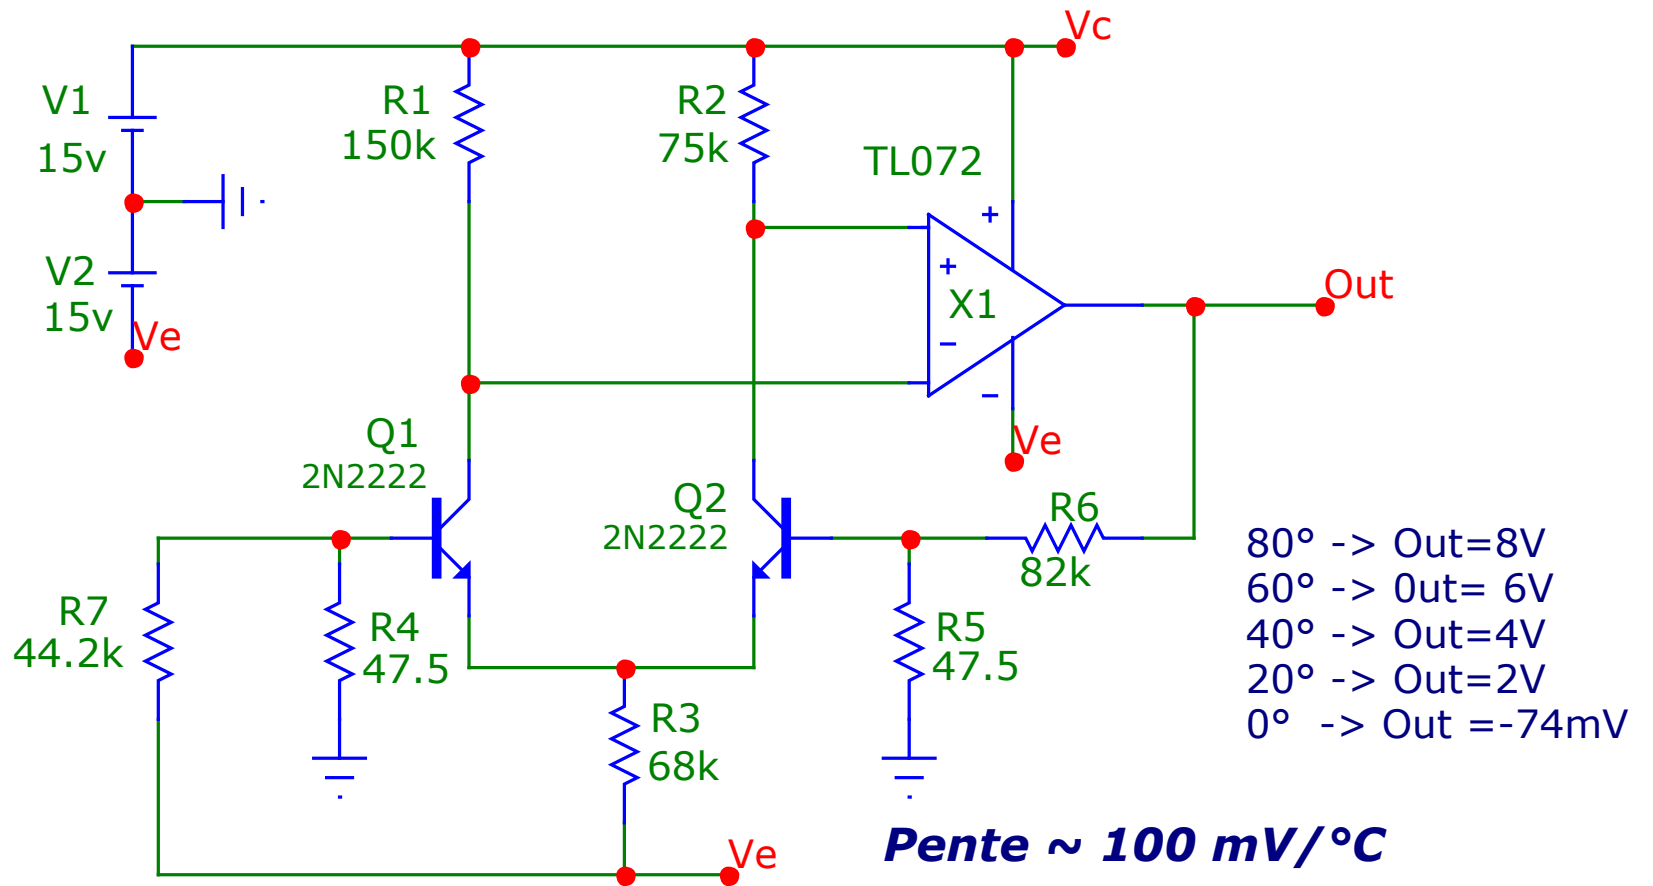 Vc
V1
15v
R1
150k
R2
75k
TL072
+
+
X1
−
−
Out
V2
15v
Ve
Ve
Q1
2N2222
Q2
2N2222
R6
82k
R7
44.2k
R4
47.5
R5
47.5
R3
68k
Ve
80° -> Out=8V
60° -> 0ut= 6V
40° -> Out=4V
20° -> Out=2V
0° -> Out =-74mV
Pente ~ 100 mV/°C